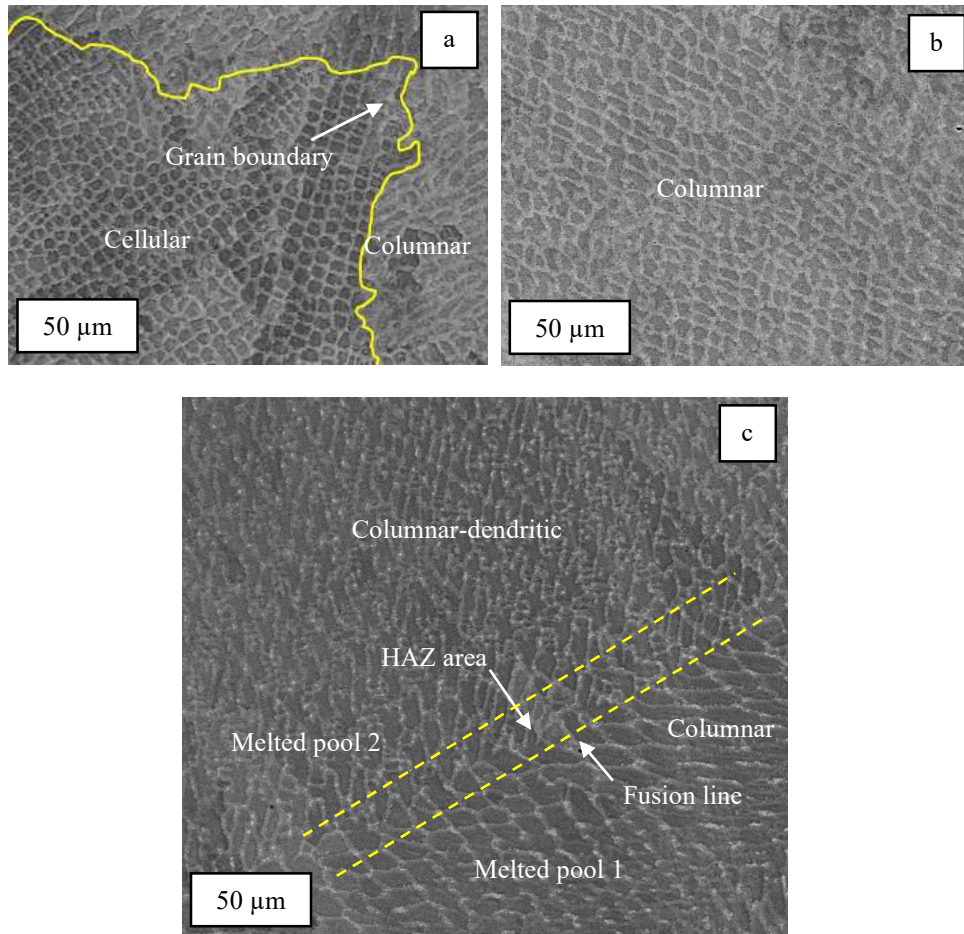 a
Grain boundary
Cellular
Columnar
50 µm
b
Columnar
50 µm
c
Columnar-dendritic
HAZ area
Columnar
Melted pool 2
Fusion line
Melted pool 1
50 µm